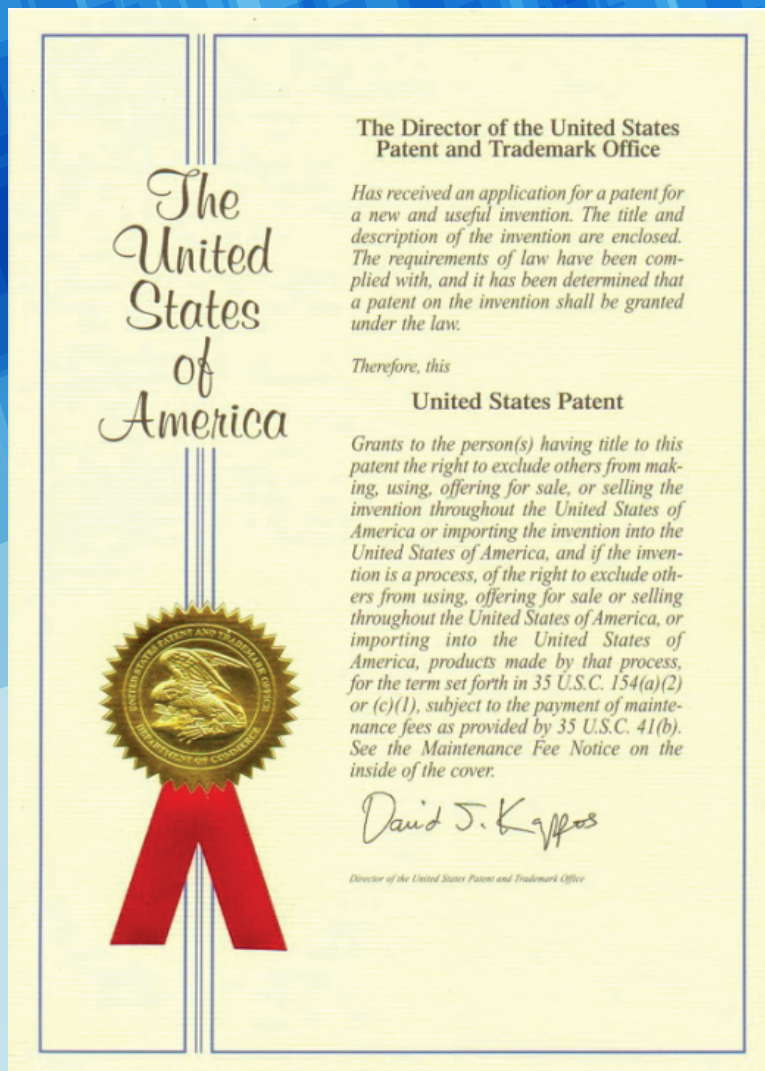 The
United
States
of
America
The Director of the United States
Patent and Trademark Office
Has received an application for a patent for
a new and useful invention. The title and
description of the invention are enclosed.
The requirements of law have been com-
plied with, and it has been determined that
a patent on the invention shall be granted
under the law.
Therefore, this
United States Patent
Grants to the person(s) having title to this
patent the right to exclude others from mak-
ing, using, offering for sale, or selling the
invention throughout the United States of
America or importing the invention into the
United States of America, and if the inven-
tion is a process, of the right to exclude oth-
ers from using, offering for sale or selling
throughout the United States of America, or
importing into the United States of
America, products made by that process,
for the term set forth in 35 U.S.C. 154(a)(2)
or (c)(1), subject to the payment of mainte-
nance fees as provided by 35 U.S.C. 41(b).
See the Maintenance Fee Notice on the
inside of the cover.
David J. Kappos
Director of the United States Patent and Trademark Office
UNITED STATES PATENT AND TRADEMARK OFFICE
DEPARTMENT OF COMMERCE